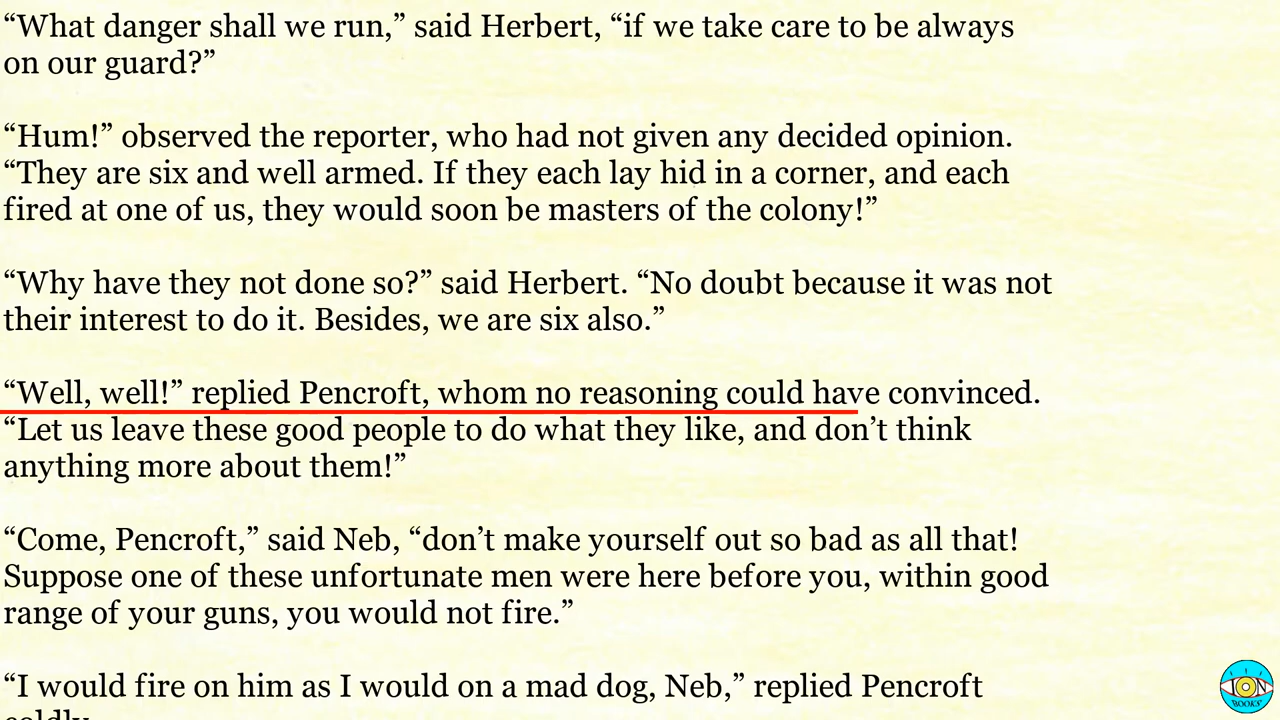 “What danger shall we run,” said Herbert, “if we take care to be always
on our guard?”
“Hum!” observed the reporter, who had not given any decided opinion.
“They are six and well armed. If they each lay hid in a corner, and each
fired at one of us, they would soon be masters of the colony!”
“Why have they not done so?” said Herbert. “No doubt because it was not
their interest to do it. Besides, we are six also.”
“Well, well!” replied Pencroft, whom no reasoning could have convinced.
“Let us leave these good people to do what they like, and don’t think
anything more about them!”
“Come, Pencroft,” said Neb, “don’t make yourself out so bad as all that!
Suppose one of these unfortunate men were here before you, within good
range of your guns, you would not fire.”
“I would fire on him as I would on a mad dog, Neb,” replied Pencroft
coldly
ION
BOOKS